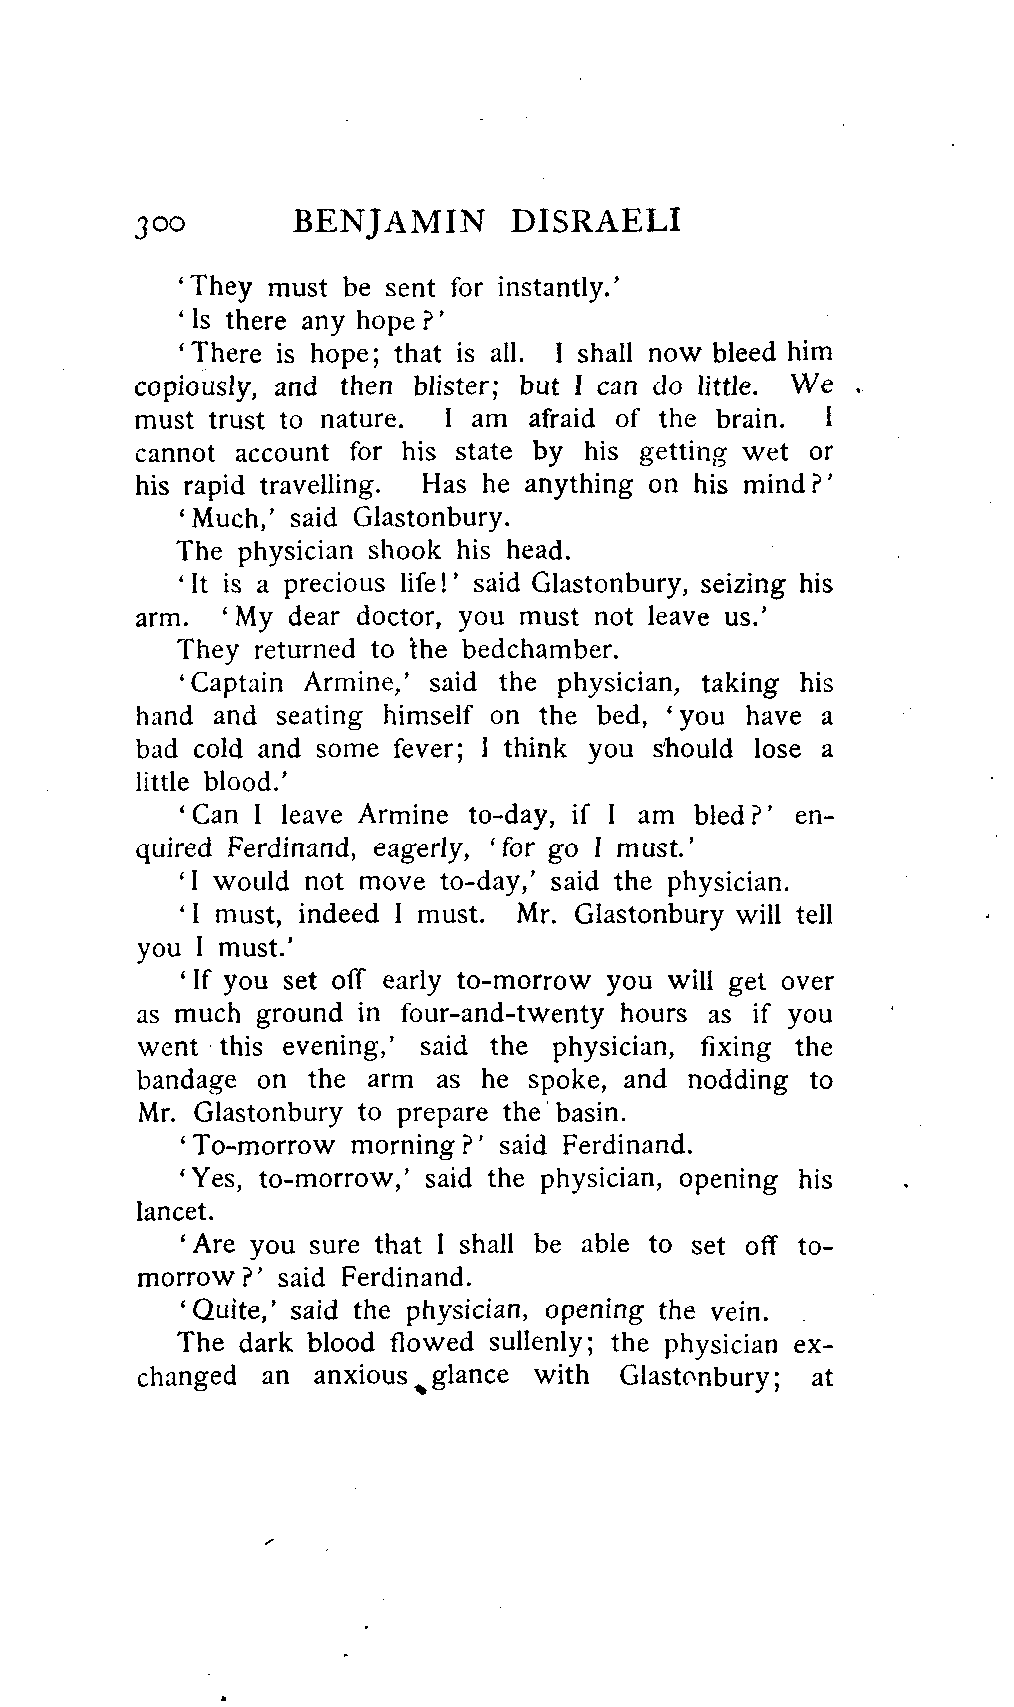 300 BENJAMIN DISRAELI
‘They must be sent for instantly.’
‘Is there any hope?’
‘There is hope; that is all. I shall now bleed him
copiously, and then blister; but I can do little. We
must trust to nature. I am afraid of the brain. I
cannot account for his state by his getting wet or
his rapid travelling. Has he anything on his mind?’
‘Much,’ said Glastonbury.
The physician shook his head.
‘It is a precious life!’ said Glastonbury, seizing his
arm. ‘My dear doctor, you must not leave us.’
They returned to the bedchamber.
‘Captain Armine,’ said the physician, taking his
hand and seating himself on the bed, ‘you have a
bad cold and some fever; I think you should lose a
little blood.’
‘Can I leave Armine to-day, if I am bled?’ en-
quired Ferdinand, eagerly, ‘for go I must.’
‘I would not move to-day,’ said the physician.
‘I must, indeed I must. Mr. Glastonbury will tell
you I must.’
‘If you set off early to-morrow you will get over
as much ground in four-and-twenty hours as if you
went this evening,’ said the physician, fixing the
bandage on the arm as he spoke, and nodding to
Mr. Glastonbury to prepare the basin.
‘To-morrow morning?’ said Ferdinand.
‘Yes, to-morrow,’ said the physician, opening his
lancet.
‘Are you sure that I shall be able to set off to-
morrow?’ said Ferdinand.
‘Quite,’ said the physician, opening the vein.
The dark blood flowed sullenly; the physician ex-
changed an anxious glance with Glastonbury; at